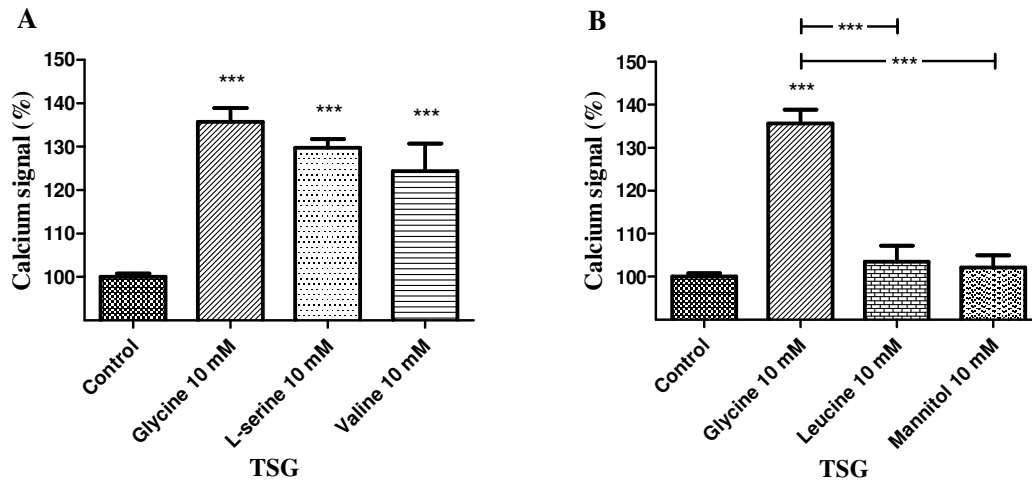 A
Calcium signal (%)
150
140
130
120
110
100
***
***
***
Control
Glycine 10 mM
L-serine 10 mM
Valine 10 mM
TSG
B
Calcium signal (%)
150
140
130
120
110
100
***
***
***
Control
Glycine 10 mM
Leucine 10 mM
Mannitol 10 mM
TSG